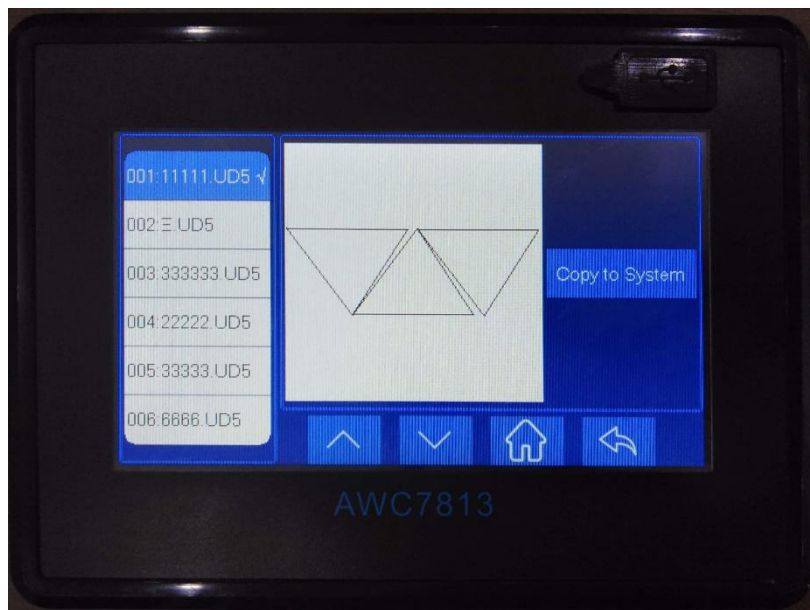 001:11111.UD5 √
002:Ξ.UD5
003:333333.UD5
004:22222.UD5
005:33333.UD5
006:6666.UD5
Copy to System
AWC7813